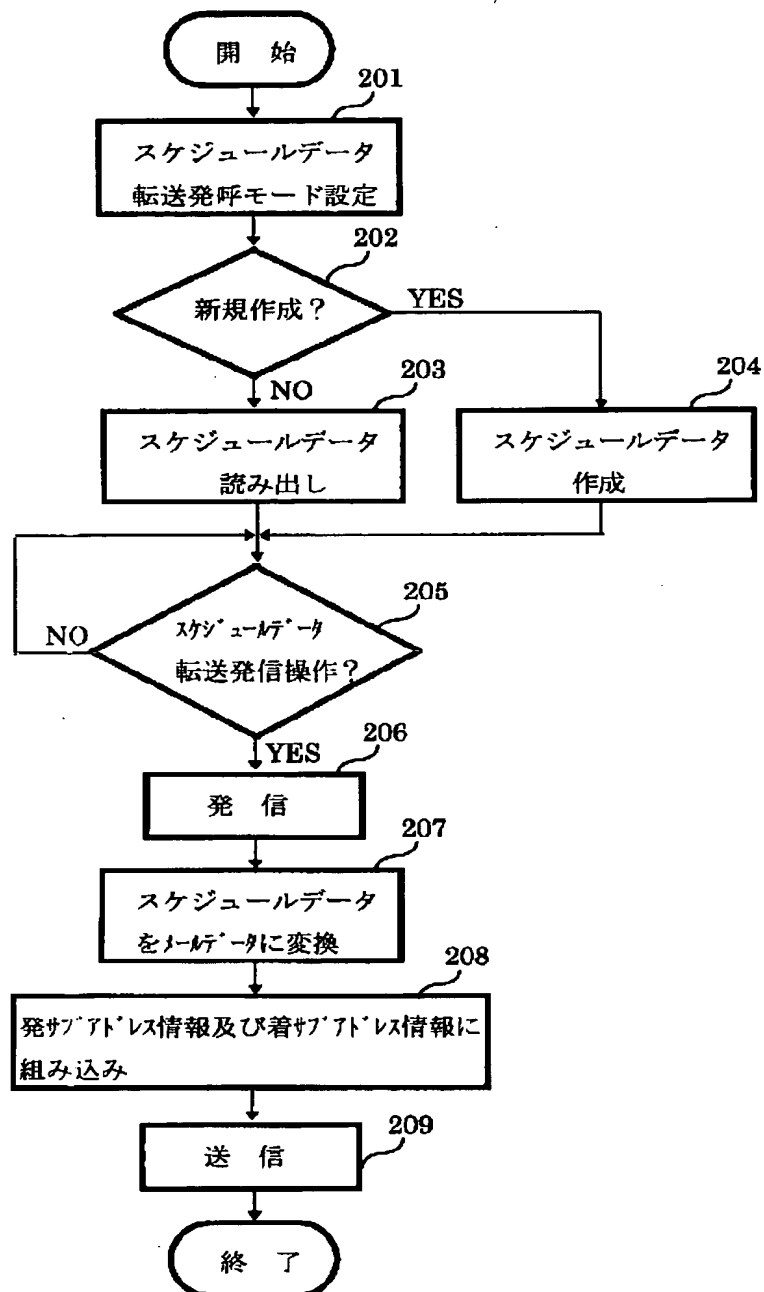 開 始
201
スケジュールデータ
転送発呼モード設定
202
新規作成？
YES
NO
203
スケジュールデータ
読み出し
204
スケジュールデータ
作成
205
ｽｹｼﾞｭｰﾙﾃﾞｰﾀ
転送発信操作？
NO
YES
206
発 信
207
スケジュールデータ
をﾒｰﾙﾃﾞｰﾀに変換
208
発ｻﾌﾞｱﾄﾞﾚｽ情報及び着ｻﾌﾞｱﾄﾞﾚｽ情報に
組み込み
209
送 信
終 了